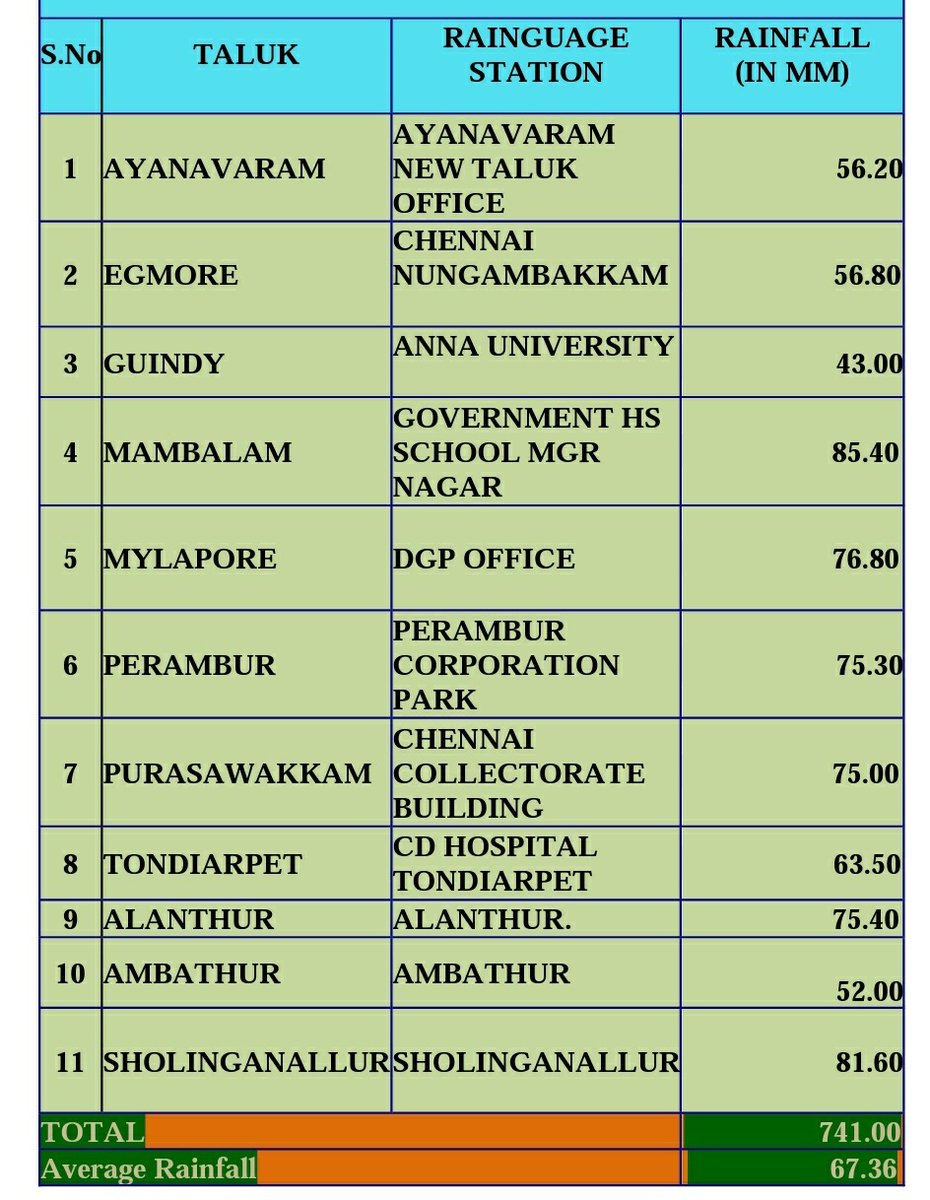 S.No TALUK RAINGUAGE STATION RAINFALL (IN MM)
1 AYANAVARAM AYANAVARAM NEW TALUK OFFICE 56.20
2 EGMORE CHENNAI NUNGAMBAKKAM 56.80
3 GUINDY ANNA UNIVERSITY 43.00
4 MAMBALAM GOVERNMENT HS SCHOOL MGR NAGAR 85.40
5 MYLAPORE DGP OFFICE 76.80
6 PERAMBUR PERAMBUR CORPORATION PARK 75.30
7 PURASAWAKKAM CHENNAI COLLECTORATE BUILDING 75.00
8 TONDIARPET CD HOSPITAL TONDIARPET 63.50
9 ALANTHUR ALANTHUR. 75.40
10 AMBATHUR AMBATHUR 52.00
11 SHOLINGANALLUR SHOLINGANALLUR 81.60
TOTAL 741.00
Average Rainfall 67.36